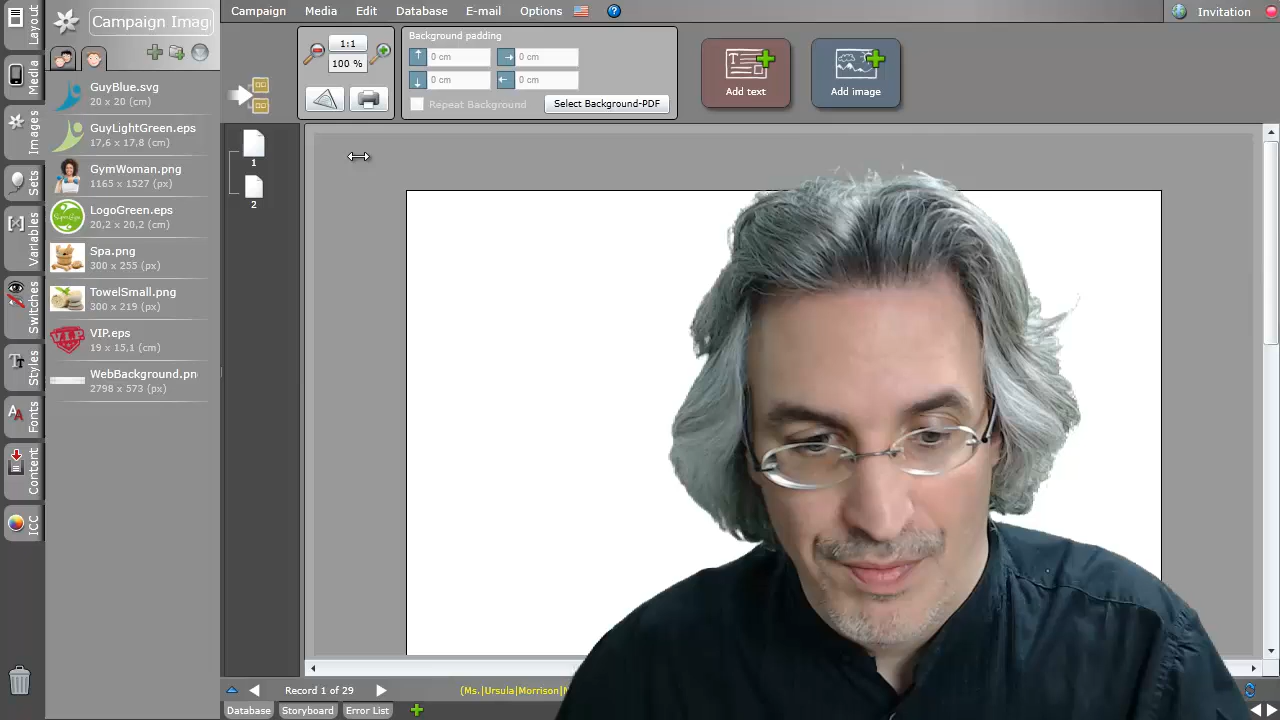 Campaign Media Edit Database E-mail Options Invitation
Layout
Campaign Imag
1:1
100 %
Background padding
0 cm 0 cm
0 cm 0 cm
Repeat Background
Select Background-PDF
Add text
Add image
Media
Images
Sets
Variables
Switches
Styles
Fonts
Content
ICC
GuyBlue.svg
20 x 20 (cm)
GuyLightGreen.eps
17,6 x 17,8 (cm)
GymWoman.png
1165 x 1527 (px)
LogoGreen.eps
20,2 x 20,2 (cm)
Spa.png
300 x 255 (px)
TowelSmall.png
300 x 219 (px)
VIP.eps
19 x 15,1 (cm)
WebBackground.pn
2798 x 573 (px)
1
2
Record 1 of 29
(Ms.|Ursula|Morrison|
Database Storyboard Error List